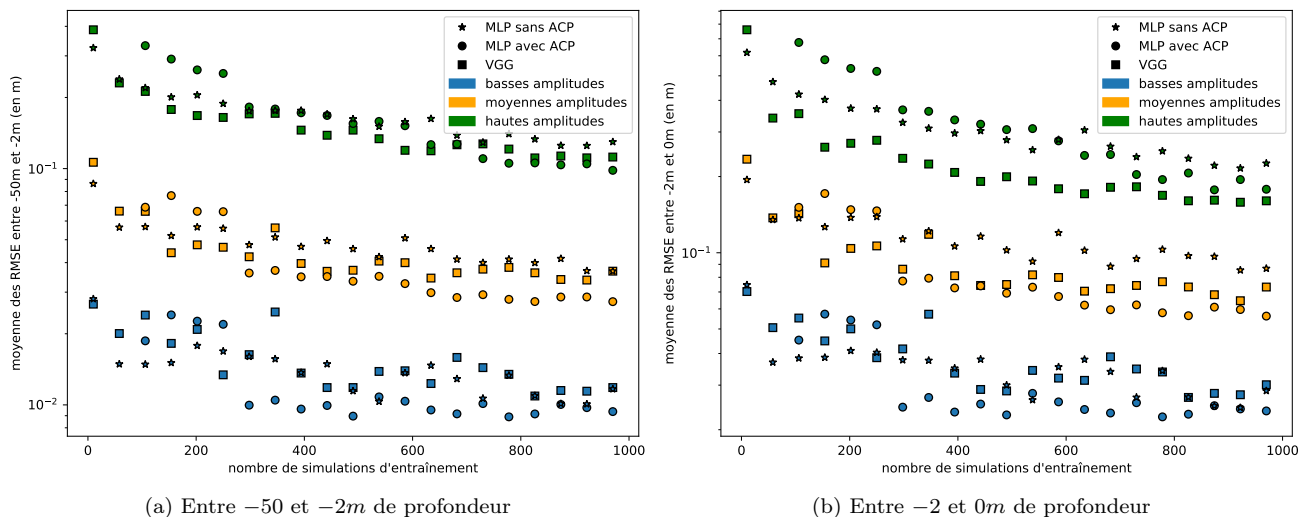 MLP sans ACP
MLP avec ACP
VGG
basses amplitudes
moyennes amplitudes
hautes amplitudes
10^{-1}
10^{-2}
moyenne des RMSE entre -50m et -2m (en m)
0
200
400
600
800
1000
nombre de simulations d'entraînement
(a) Entre −50 et −2m de profondeur
MLP sans ACP
MLP avec ACP
VGG
basses amplitudes
moyennes amplitudes
hautes amplitudes
10^{-1}
moyenne des RMSE entre -2m et 0m (en m)
0
200
400
600
800
1000
nombre de simulations d'entraînement
(b) Entre −2 et 0m de profondeur